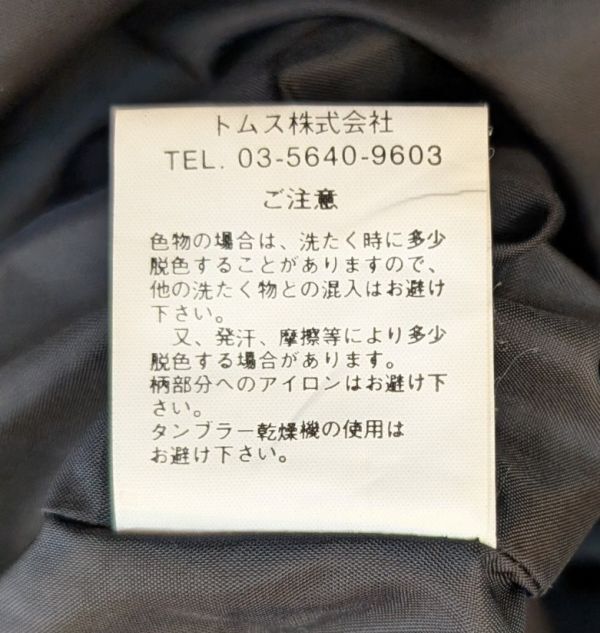 トムス株式会社
TEL. 03-5640-9603
ご注意
色物の場合は、洗たく時に多少
脱色することがありますので、
他の洗たく物との混入はお避け
下さい。
又、発汗、摩擦等により多少
脱色する場合があります。
柄部分へのアイロンはお避け下
さい。
タンブラー乾燥機の使用は
お避け下さい。